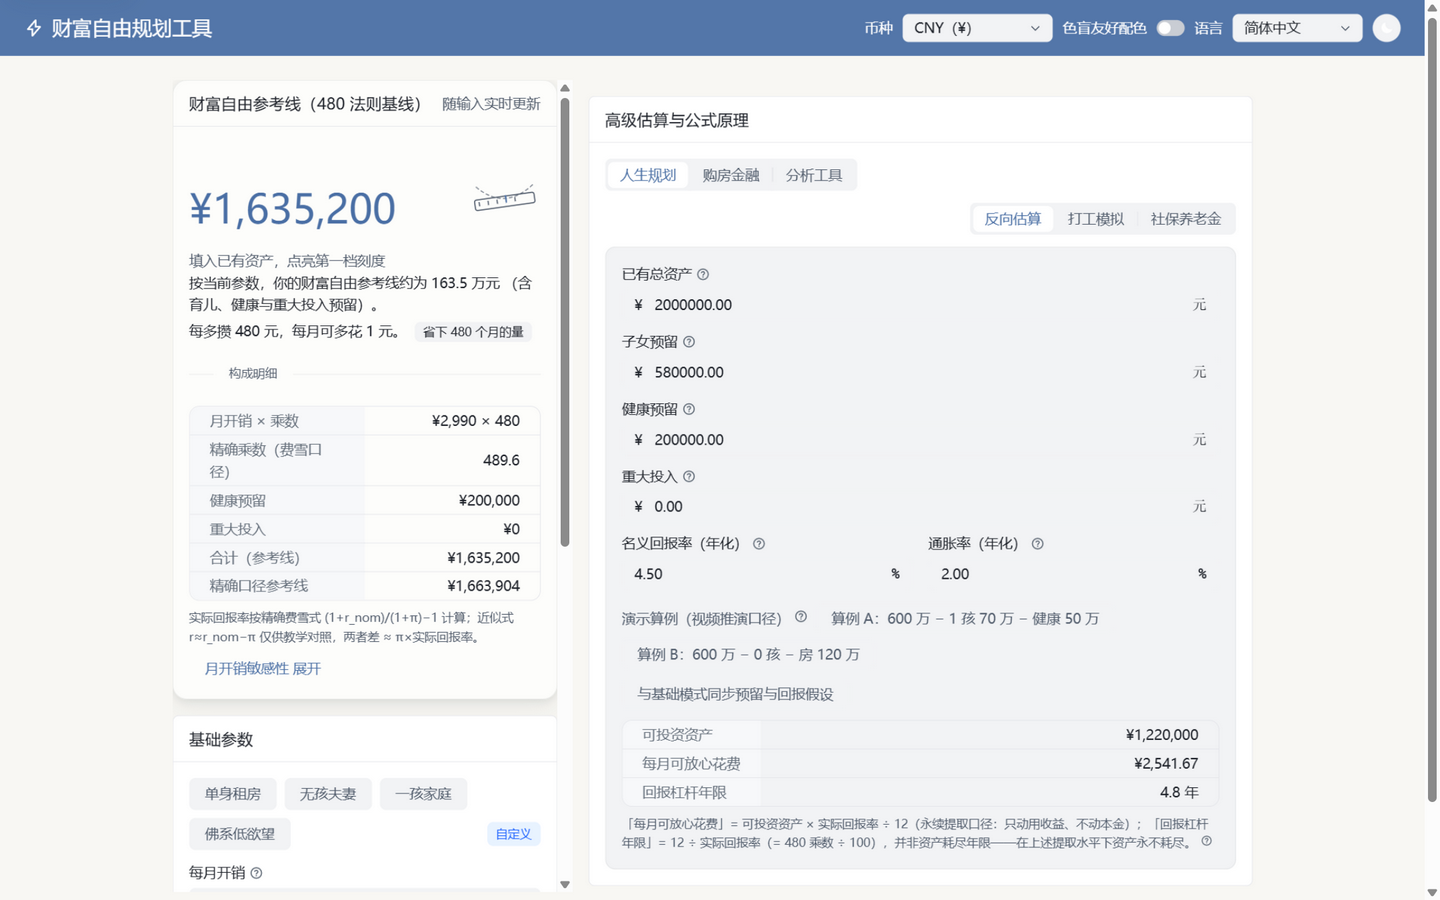 财富自由规划工具
币种
CNY（¥）
色盲友好配色
语言
简体中文
财富自由参考线（480 法则基线）
随输入实时更新
¥1,635,200
填入已有资产，点亮第一档刻度
按当前参数，你的财富自由参考线约为 163.5 万元 （含
育儿、健康与重大投入预留）。
每多攒 480 元，每月可多花 1 元。
省下 480 个月的量
构成明细
月开销 × 乘数
¥2,990 × 480
精确乘数（费雪口
径）
489.6
健康预留
¥200,000
重大投入
¥0
合计（参考线）
¥1,635,200
精确口径参考线
¥1,663,904
实际回报率按精确费雪式 (1+r_nom)/(1+π)−1 计算；近似式
r≈r_nom−π 仅供教学对照，两者差 ≈ π×实际回报率。
月开销敏感性 展开
基础参数
单身租房
无孩夫妻
一孩家庭
佛系低欲望
自定义
每月开销
高级估算与公式原理
人生规划
购房金融
分析工具
反向估算
打工模拟
社保养老金
已有总资产
¥ 2000000.00 元
子女预留
¥ 580000.00 元
健康预留
¥ 200000.00 元
重大投入
¥ 0.00 元
名义回报率（年化）
通胀率（年化）
4.50 %
2.00 %
演示算例（视频推演口径）
算例 A：600 万 − 1 孩 70 万 − 健康 50 万
算例 B：600 万 − 0 孩 − 房 120 万
与基础模式同步预留与回报假设
可投资资产
¥1,220,000
每月可放心花费
¥2,541.67
回报杠杆年限
4.8 年
「每月可放心花费」= 可投资资产 × 实际回报率 ÷ 12（永续提取口径：只动用收益、不动本金）；「回报杠杆
年限」= 12 ÷ 实际回报率（= 480 乘数 ÷ 100），并非资产耗尽年限——在上述提取水平下资产永不耗尽。